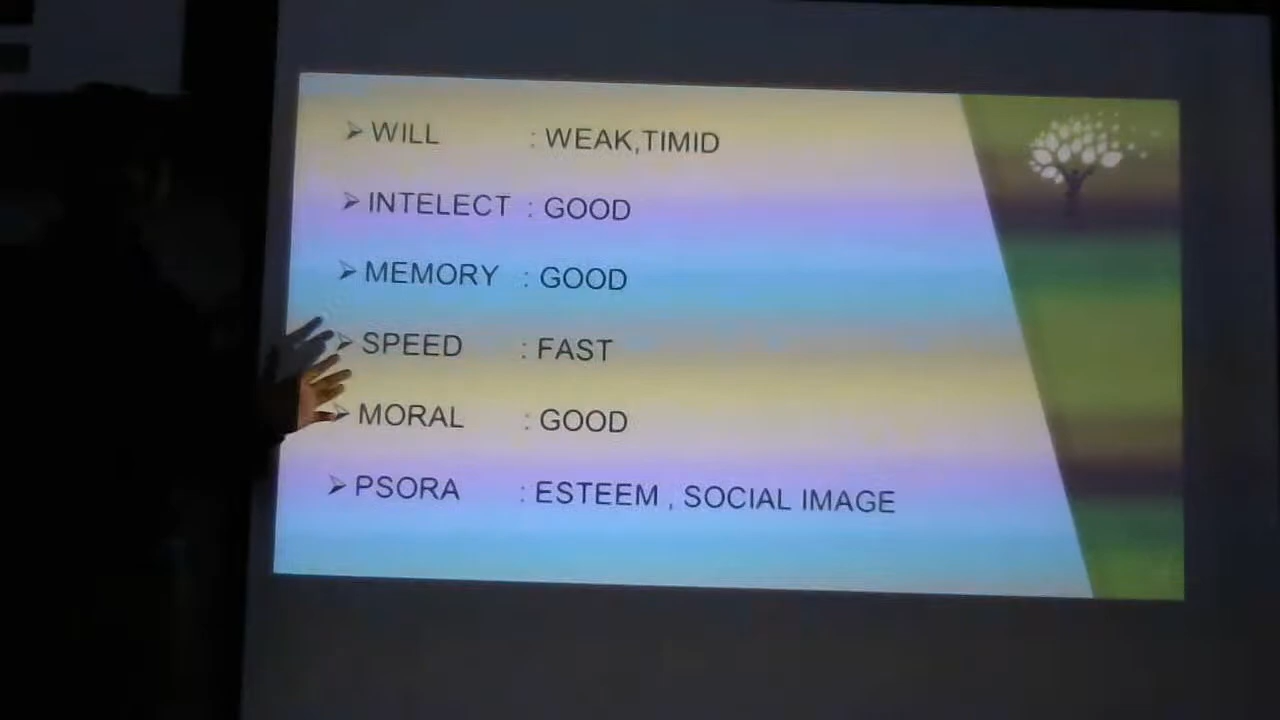 WILL : WEAK,TIMID
INTELECT : GOOD
MEMORY : GOOD
SPEED : FAST
MORAL : GOOD
PSORA : ESTEEM , SOCIAL IMAGE